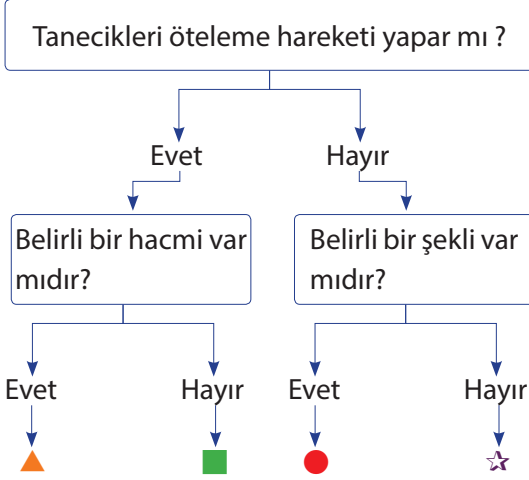 Tanecikleri öteleme hareketi yapar mı ?
Evet
Hayır
Belirli bir hacmi var
mıdır?
Belirli bir şekli var
mıdır?
Evet
Hayır
Evet
Hayır